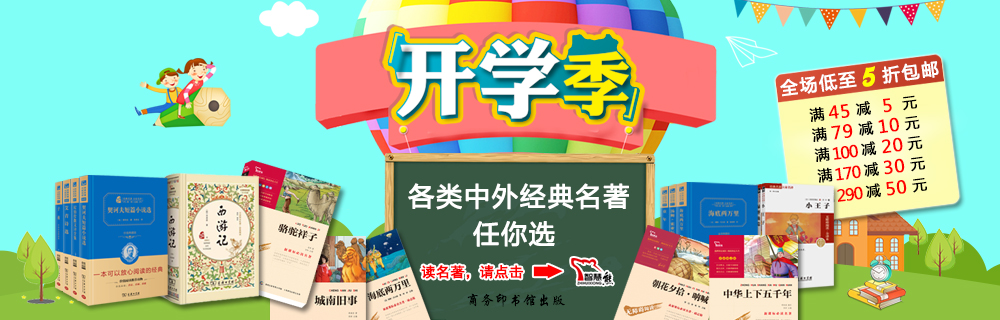 开学季
全场低至5折包邮
满45减5元
满79减10元
满100减20元
满170减30元
290减50元
各类中外经典名著
任你选
读名著，请点击
智慧熊
ZHIHUIXIONG
商务印书馆出版
契诃夫短篇小说选
一本可以放心阅读的经典
西游记
骆驼祥子
城南旧事
海底两万里
海底两万里
小王子
朝花夕拾·呐喊
中华上下五千年